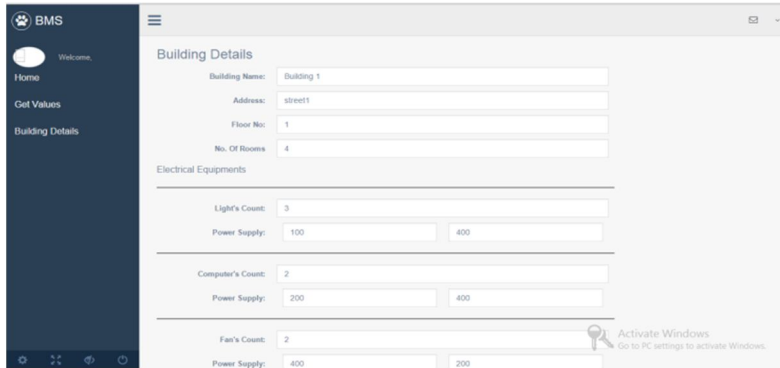 BMS
Welcome,
Home
Get Values
Building Details
Building Details
Building Name: Building 1
Address: street1
Floor No: 1
No. Of Rooms 4
Electrical Equipments
Light's Count: 3
Power Supply: 100 400
Computer's Count: 2
Power Supply: 200 400
Fan's Count: 2
Power Supply: 400 200
Activate Windows
Go to PC settings to activate Windows.